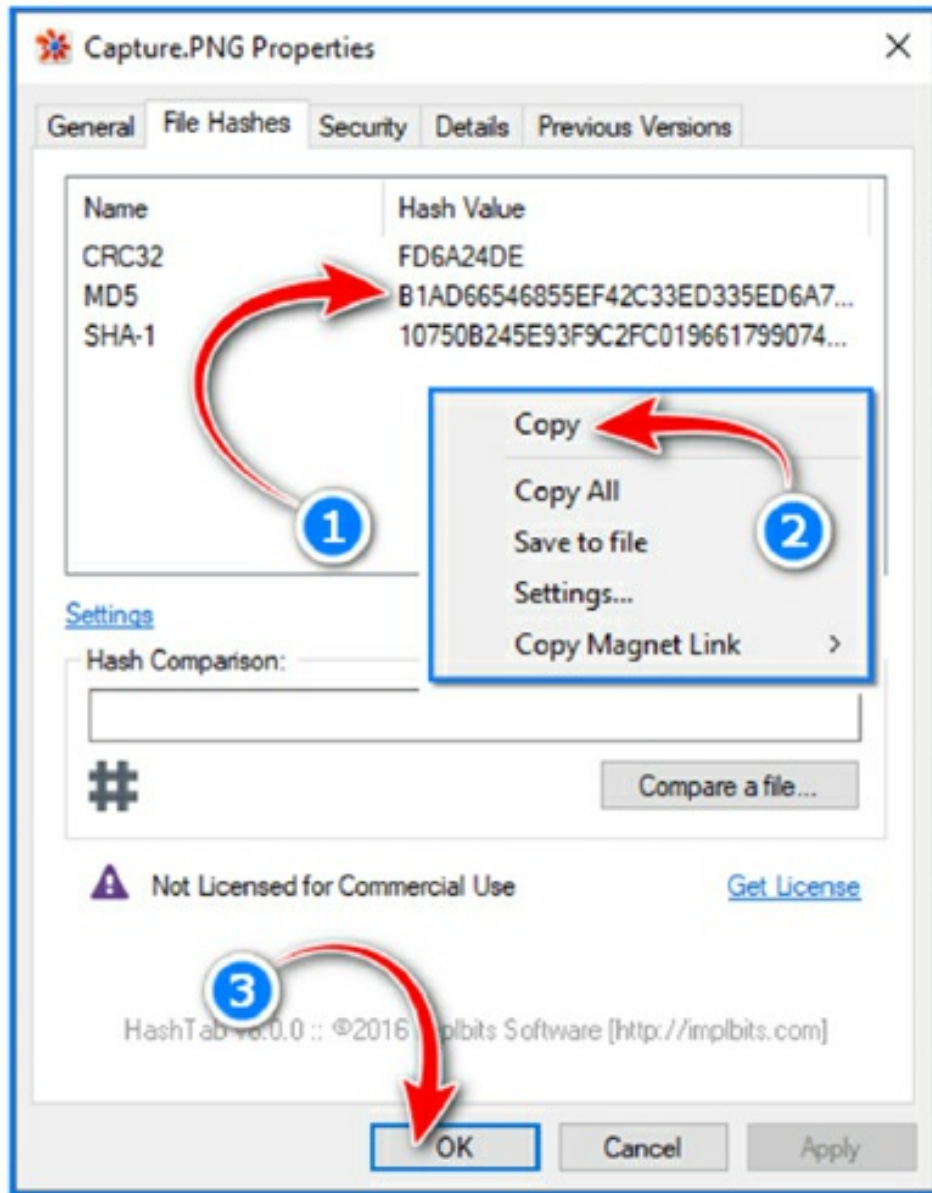 Capture.PNG Properties
General File Hashes Security Details Previous Versions
Name Hash Value
CRC32 FD6A24DE
MD5 B1AD66546855EF42C33ED335ED6A7...
SHA-1 10750B245E93F9C2FC019661799074...
1
Copy
2
Copy All
Save to file
Settings...
Copy Magnet Link
Settings
Hash Comparison:
Compare a file...
Not Licensed for Commercial Use Get License
3
HashTab :: ©2016 Software [http://implbits.com]
OK Cancel Apply